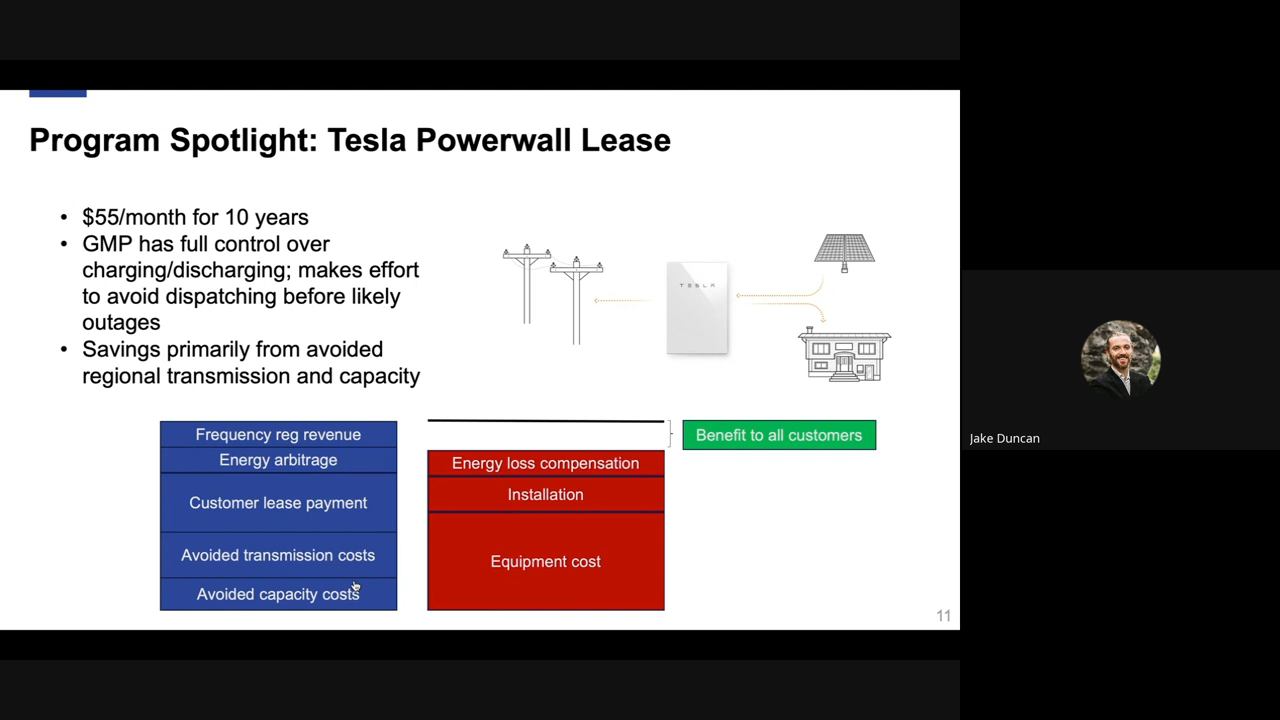 Program Spotlight: Tesla Powerwall Lease
• $55/month for 10 years
• GMP has full control over
charging/discharging; makes effort
to avoid dispatching before likely
outages
• Savings primarily from avoided
regional transmission and capacity
TESLA
Frequency reg revenue
Energy arbitrage
Customer lease payment
Avoided transmission costs
Avoided capacity costs
Energy loss compensation
Installation
Equipment cost
Benefit to all customers
11
Jake Duncan